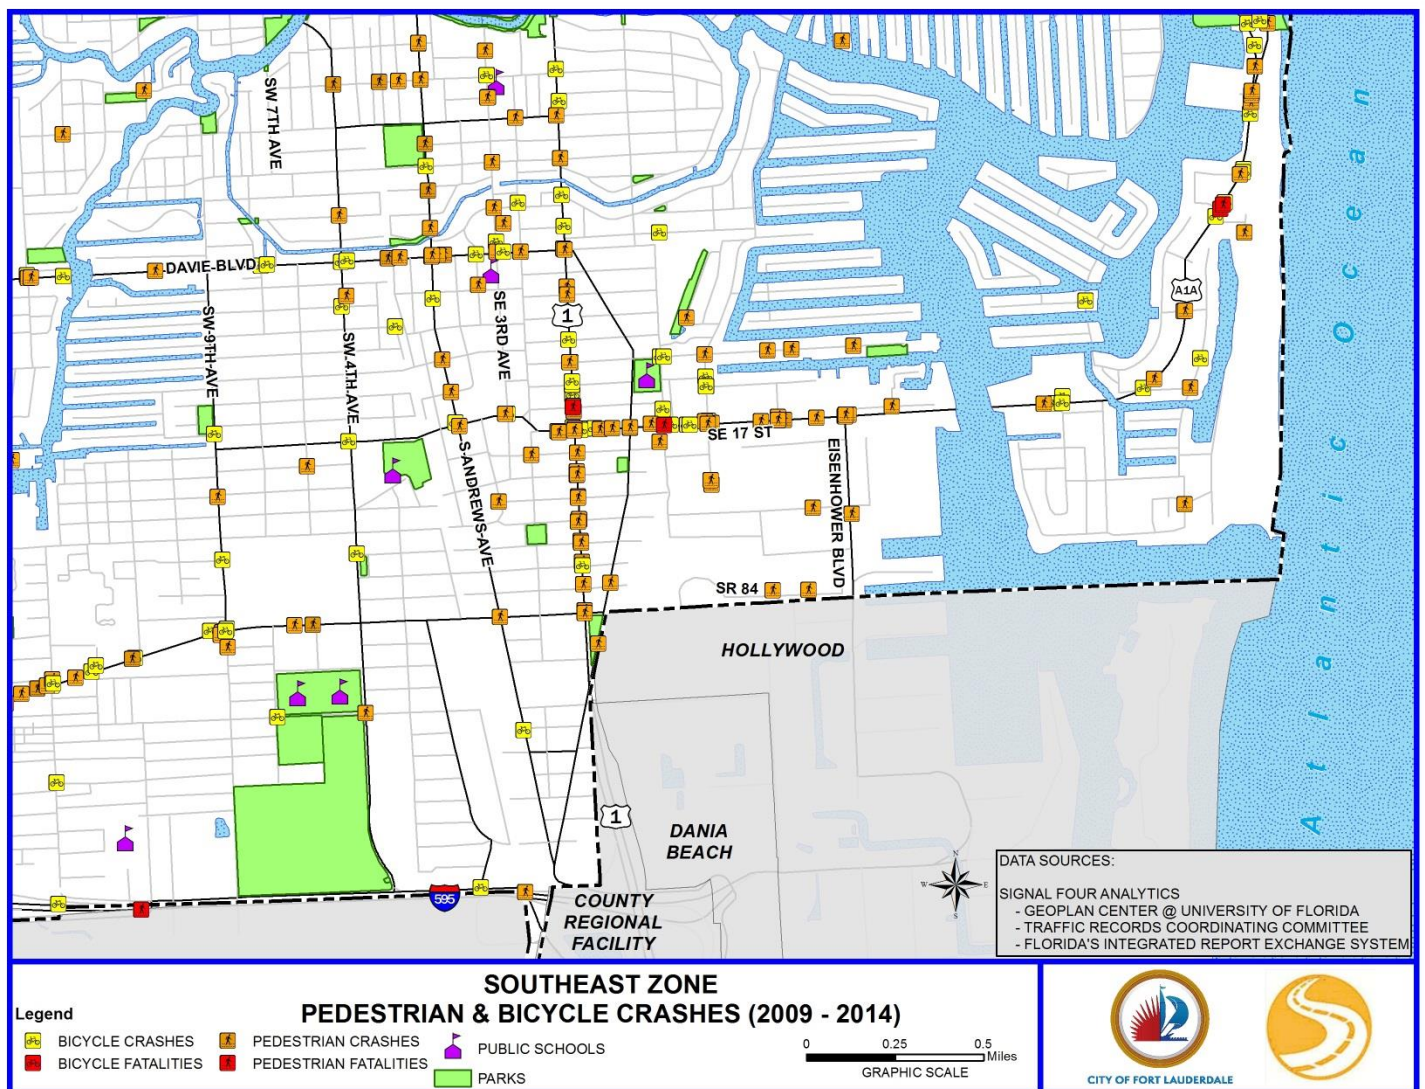 SW 7TH AVE
DAVIE-BLVD
SW-9TH-AVE
SW-4TH-AVE
SE 3RD AVE
1
A1A
SE 17 ST
S-ANDREWS-AVE
EISENHOWER BLVD
SR 84
Atlantic Ocean
HOLLYWOOD
1
DANIA
BEACH
595
COUNTY
REGIONAL
FACILITY
N
W
E
S
DATA SOURCES:
SIGNAL FOUR ANALYTICS
- GEOPLAN CENTER @ UNIVERSITY OF FLORIDA
- TRAFFIC RECORDS COORDINATING COMMITTEE
- FLORIDA'S INTEGRATED REPORT EXCHANGE SYSTEM
SOUTHEAST ZONE
PEDESTRIAN & BICYCLE CRASHES (2009 - 2014)
Legend
BICYCLE CRASHES
BICYCLE FATALITIES
PEDESTRIAN CRASHES
PEDESTRIAN FATALITIES
PUBLIC SCHOOLS
PARKS
0 0.25 0.5
Miles
GRAPHIC SCALE
CITY OF FORT LAUDERDALE